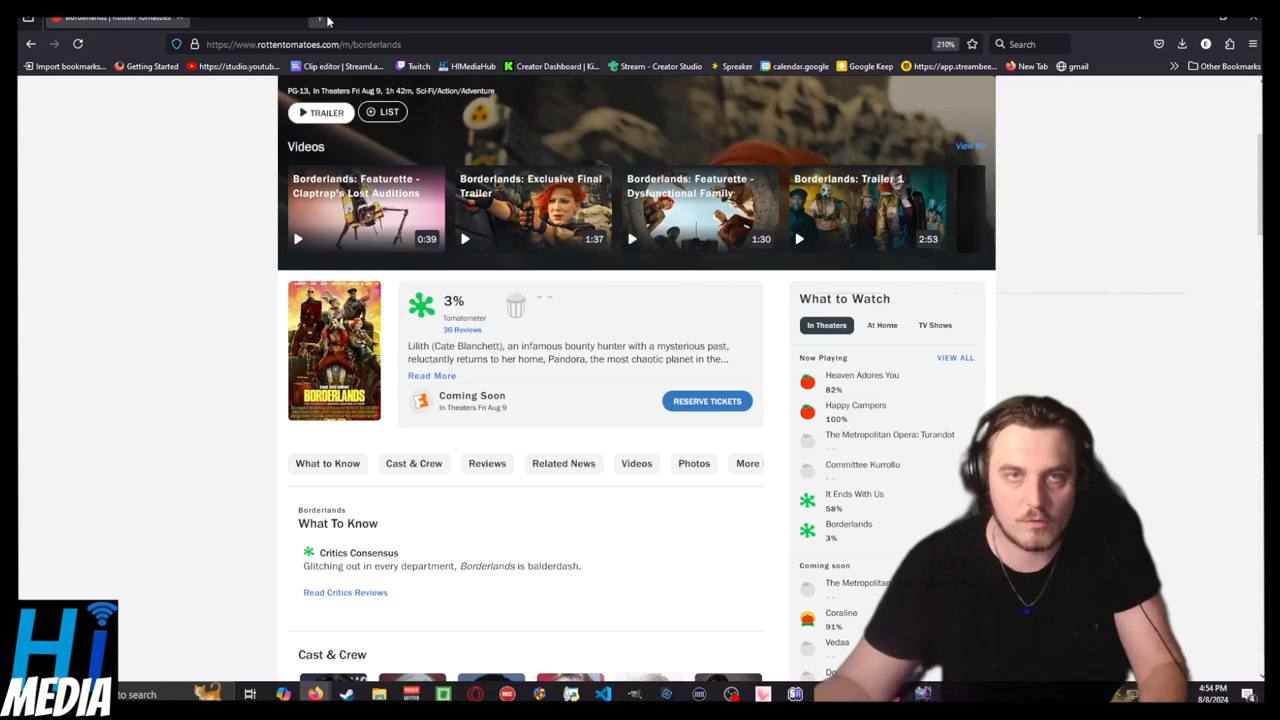 Borderlands | Rotten Tomatoes
https://www.rottentomatoes.com/m/borderlands
210%
Search
Import bookmarks...
Getting Started
https://studio.youtub...
Clip editor | StreamLa...
Twitch
HIMediaHub
Creator Dashboard | Ki...
Stream - Creator Studio
Spreaker
calendar.google
Google Keep
https://app.streambee...
New Tab
gmail
Other Bookmarks
PG-13, In Theaters Fri Aug 9, 1h 42m, Sci-Fi/Action/Adventure
TRAILER
LIST
Videos
View All
Borderlands: Featurette -
Claptrap's Lost Auditions
0:39
Borderlands: Exclusive Final
Trailer
1:37
Borderlands: Featurette -
Dysfunctional Family
1:30
Borderlands: Trailer 1
2:53
BORDERLANDS
3%
Tomatometer
36 Reviews
- -
Lilith (Cate Blanchett), an infamous bounty hunter with a mysterious past,
reluctantly returns to her home, Pandora, the most chaotic planet in the...
Read More
Coming Soon
In Theaters Fri Aug 9
RESERVE TICKETS
What to Know
Cast & Crew
Reviews
Related News
Videos
Photos
More
Borderlands
What To Know
Critics Consensus
Glitching out in every department, Borderlands is balderdash.
Read Critics Reviews
Cast & Crew
What to Watch
In Theaters
At Home
TV Shows
Now Playing
VIEW ALL
Heaven Adores You
82%
Happy Campers
100%
The Metropolitan Opera: Turandot
- -
Committee Kurrollu
- -
It Ends With Us
58%
Borderlands
3%
Coming soon
The Metropolitan
- -
Coraline
91%
Vedaa
- -
Hi
MEDIA
to search
4:54 PM
8/8/2024